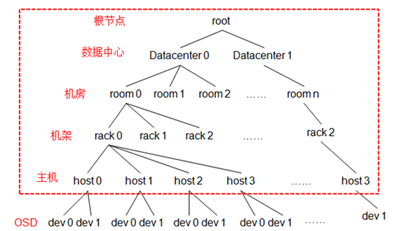 根节点 root
数据中心 Datacenter 0 Datacenter 1
机房 room 0 room 1 room 2 ...... room n
机架 rack 0 rack 1 rack 2 ...... rack 2
主机 host 0 host 1 host 2 host 3 ...... host 3
OSD dev 0 dev 1 dev 0 dev 1 dev 0 dev 1 dev 0 dev 1 ...... dev 1